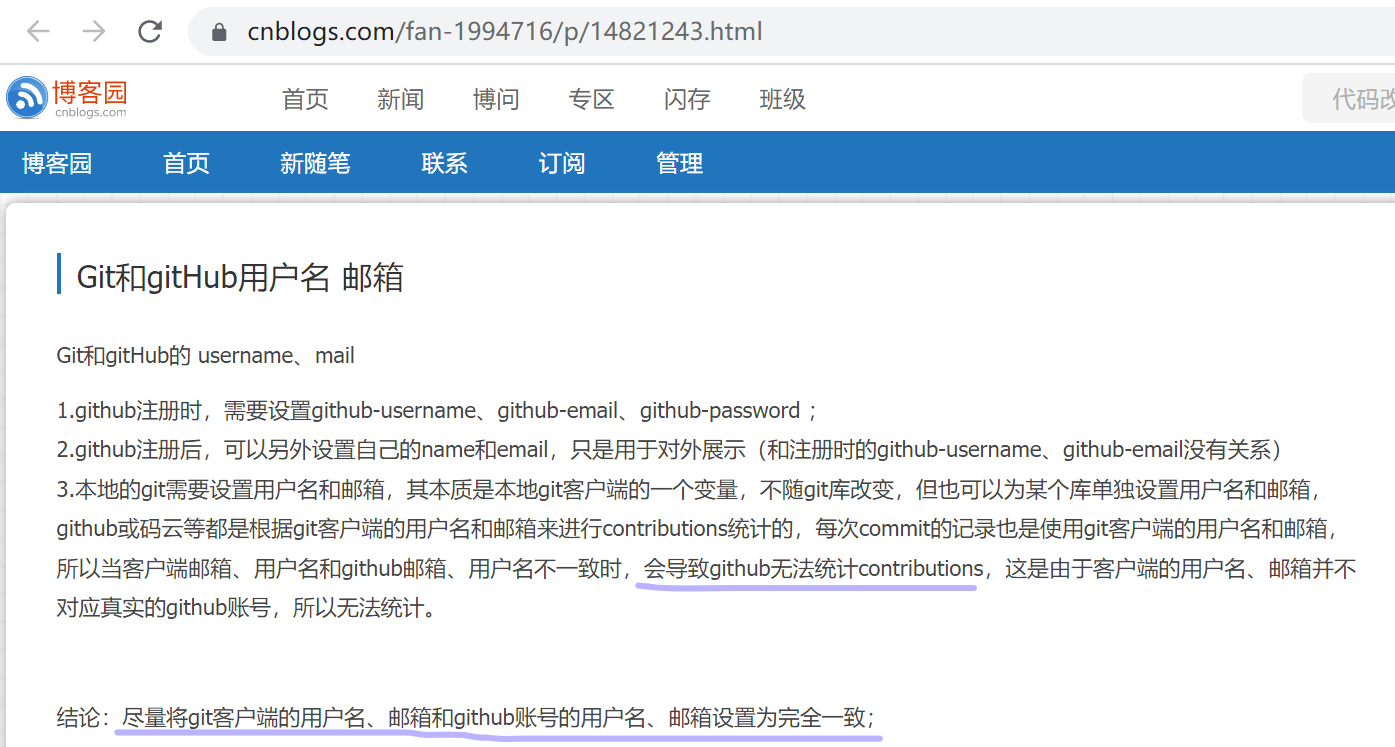 cnblogs.com/fan-1994716/p/14821243.html
博客园
cnblogs.com
首页 新闻 博问 专区 闪存 班级
代码改
博客园 首页 新随笔 联系 订阅 管理
Git和gitHub用户名 邮箱
Git和gitHub的 username、mail
1.github注册时，需要设置github-username、github-email、github-password ；
2.github注册后，可以另外设置自己的name和email，只是用于对外展示（和注册时的github-username、github-email没有关系）
3.本地的git需要设置用户名和邮箱，其本质是本地git客户端的一个变量，不随git库改变，但也可以为某个库单独设置用户名和邮箱，
github或码云等都是根据git客户端的用户名和邮箱来进行contributions统计的，每次commit的记录也是使用git客户端的用户名和邮箱，
所以当客户端邮箱、用户名和github邮箱、用户名不一致时，会导致github无法统计contributions，这是由于客户端的用户名、邮箱并不
对应真实的github账号，所以无法统计。
结论：尽量将git客户端的用户名、邮箱和github账号的用户名、邮箱设置为完全一致；